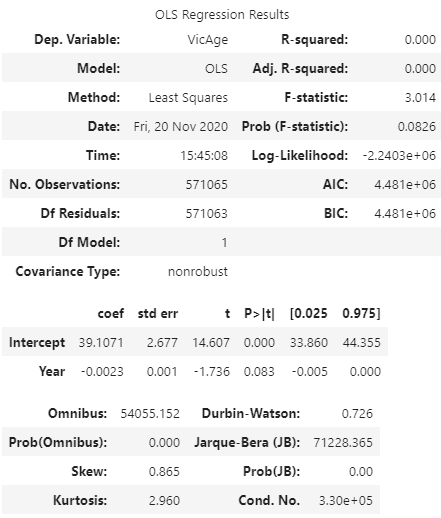 OLS Regression Results
Dep. Variable: VicAge R-squared: 0.000
Model: OLS Adj. R-squared: 0.000
Method: Least Squares F-statistic: 3.014
Date: Fri, 20 Nov 2020 Prob (F-statistic): 0.0826
Time: 15:45:08 Log-Likelihood: -2.2403e+06
No. Observations: 571065 AIC: 4.481e+06
Df Residuals: 571063 BIC: 4.481e+06
Df Model: 1
Covariance Type: nonrobust
coef std err t P>|t| [0.025 0.975]
Intercept 39.1071 2.677 14.607 0.000 33.860 44.355
Year -0.0023 0.001 -1.736 0.083 -0.005 0.000
Omnibus: 54055.152 Durbin-Watson: 0.726
Prob(Omnibus): 0.000 Jarque-Bera (JB): 71228.365
Skew: 0.865 Prob(JB): 0.00
Kurtosis: 2.960 Cond. No. 3.30e+05